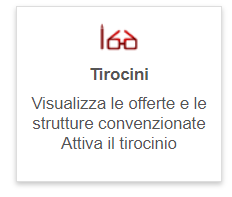 Tirocini
Visualizza le offerte e le
strutture convenzionate
Attiva il tirocinio